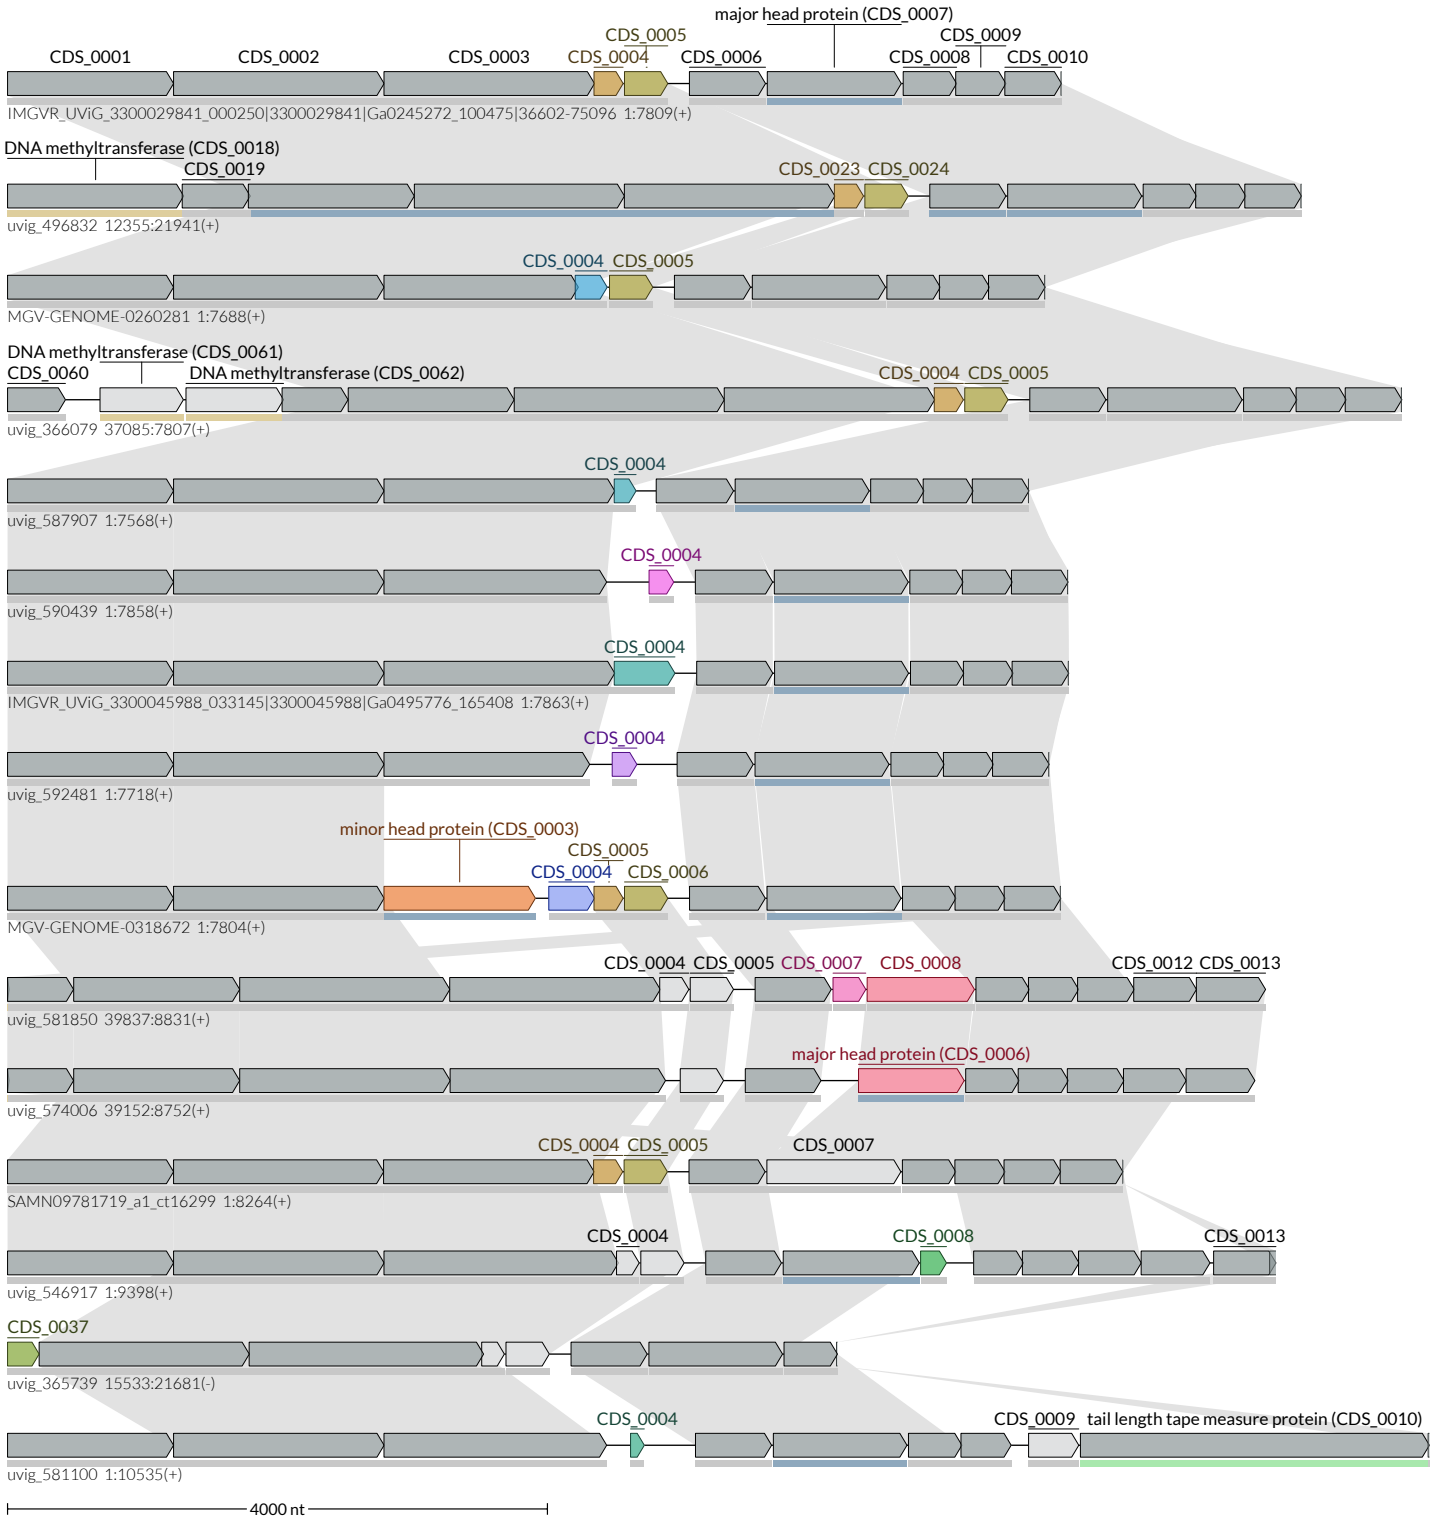 major head protein (CDS_0007)
CDS_0005 CDS_0009
CDS_0001 CDS_0002 CDS_0003 CDS_0004 CDS_0006 CDS_0008 CDS_0010
IMGVR_UViG_3300029841_000250|3300029841|Ga0245272_100475|36602-75096 1:7809(+)
DNA methyltransferase (CDS_0018)
CDS_0019 CDS_0023 CDS_0024
uvig_496832 12355:21941(+)
CDS_0004 CDS_0005
MGV-GENOME-0260281 1:7688(+)
DNA methyltransferase (CDS_0061)
CDS_0060 DNA methyltransferase (CDS_0062) CDS_0004 CDS_0005
uvig_366079 37085:7807(+)
CDS_0004
uvig_587907 1:7568(+)
CDS_0004
uvig_590439 1:7858(+)
CDS_0004
IMGVR_UViG_3300045988_033145|3300045988|Ga0495776_165408 1:7863(+)
CDS_0004
uvig_592481 1:7718(+)
minor head protein (CDS_0003)
CDS_0005
CDS_0004 CDS_0006
MGV-GENOME-0318672 1:7804(+)
CDS_0004 CDS_0005 CDS_0007 CDS_0008 CDS_0012 CDS_0013
uvig_581850 39837:8831(+)
major head protein (CDS_0006)
uvig_574006 39152:8752(+)
CDS_0004 CDS_0005 CDS_0007
SAMN09781719_a1_ct16299 1:8264(+)
CDS_0004 CDS_0008 CDS_0013
uvig_546917 1:9398(+)
CDS_0037
uvig_365739 15533:21681(-)
CDS_0004 CDS_0009 tail length tape measure protein (CDS_0010)
uvig_581100 1:10535(+)
4000 nt